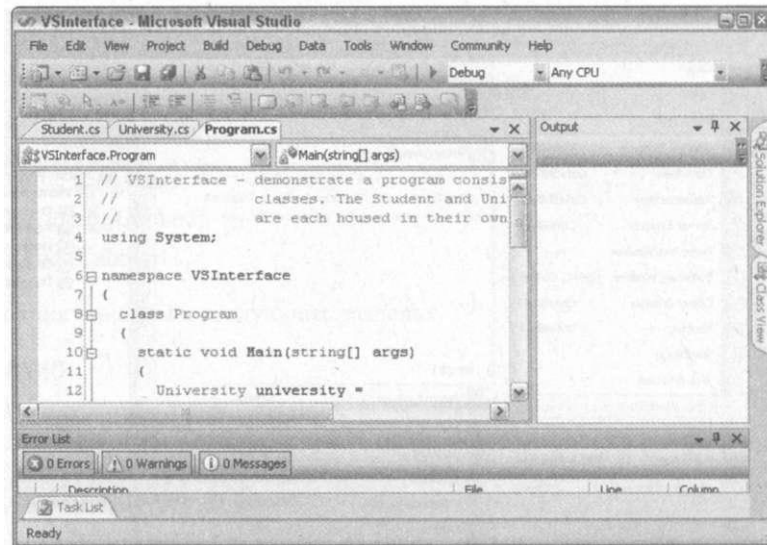 VSInterface - Microsoft Visual Studio
File Edit View Project Build Debug Data Tools Window Community Help
Debug Any CPU
Student.cs University.cs Program.cs
VSInterface.Program Main(string[] args)
1 // VSInterface - demonstrate a program consis
2 // classes. The Student and Uni
3 // are each housed in their own
4 using System;
5
6 namespace VSInterface
7 {
8 class Program
9 {
10 static void Main(string[] args)
11 {
12 University university =
Output
Solution Explorer
Class View
Error List
0 Errors 0 Warnings 0 Messages
Description File Line Column
Task List
Ready